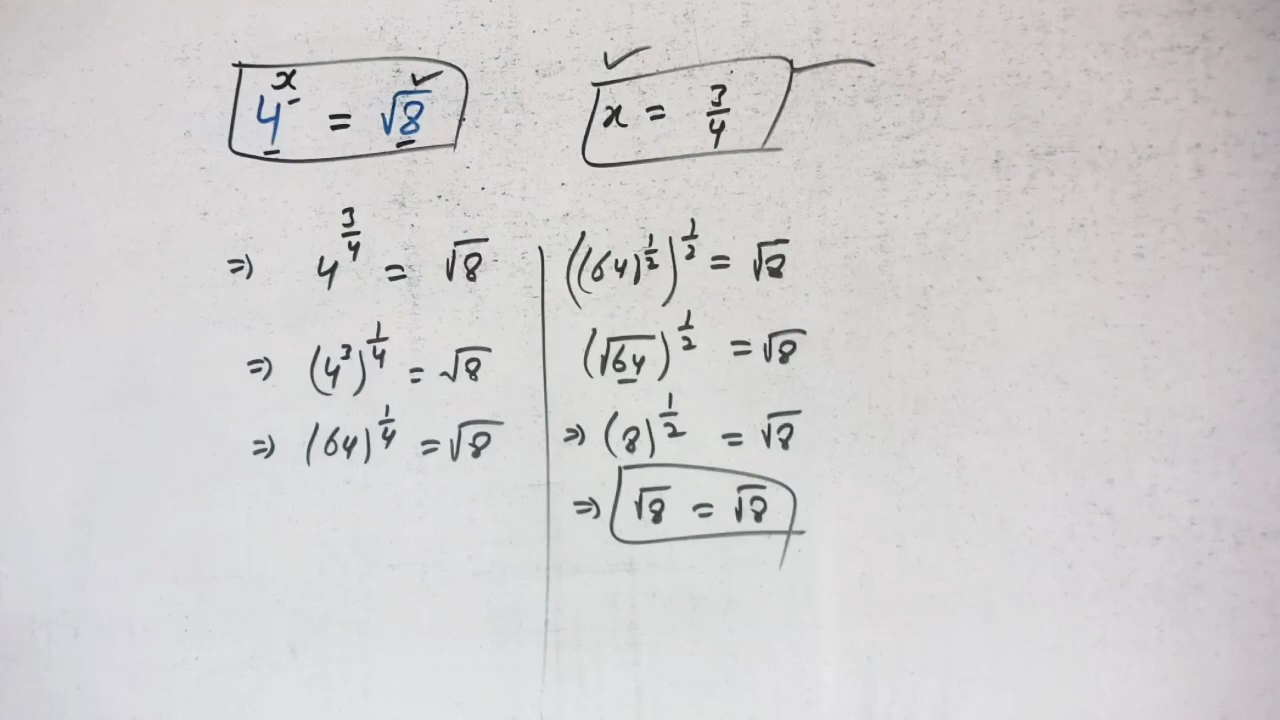 4^x = √8
x = 3/4
⇒ 4^(3/4) = √8
⇒ (4^3)^(1/4) = √8
⇒ (64)^(1/4) = √8
((64)^(1/2))^(1/2) = √8
(√64)^(1/2) = √8
⇒ (8)^(1/2) = √8
⇒ √8 = √8